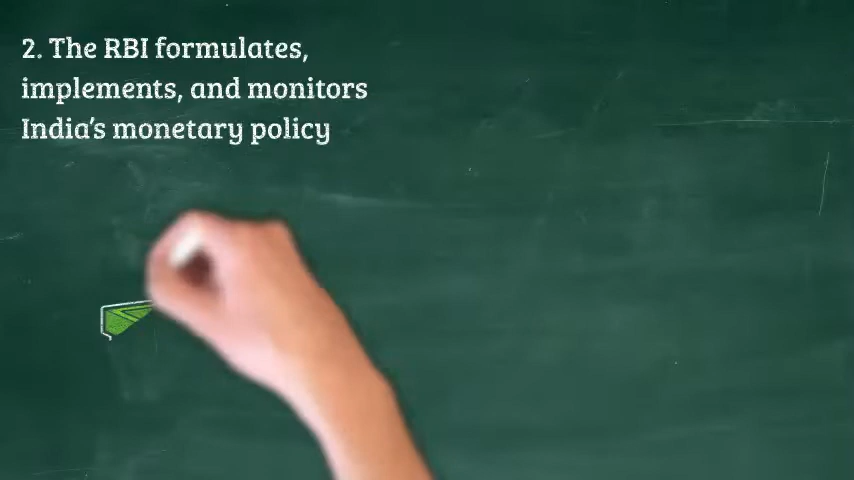 2. The RBI formulates,
implements, and monitors
India's monetary policy